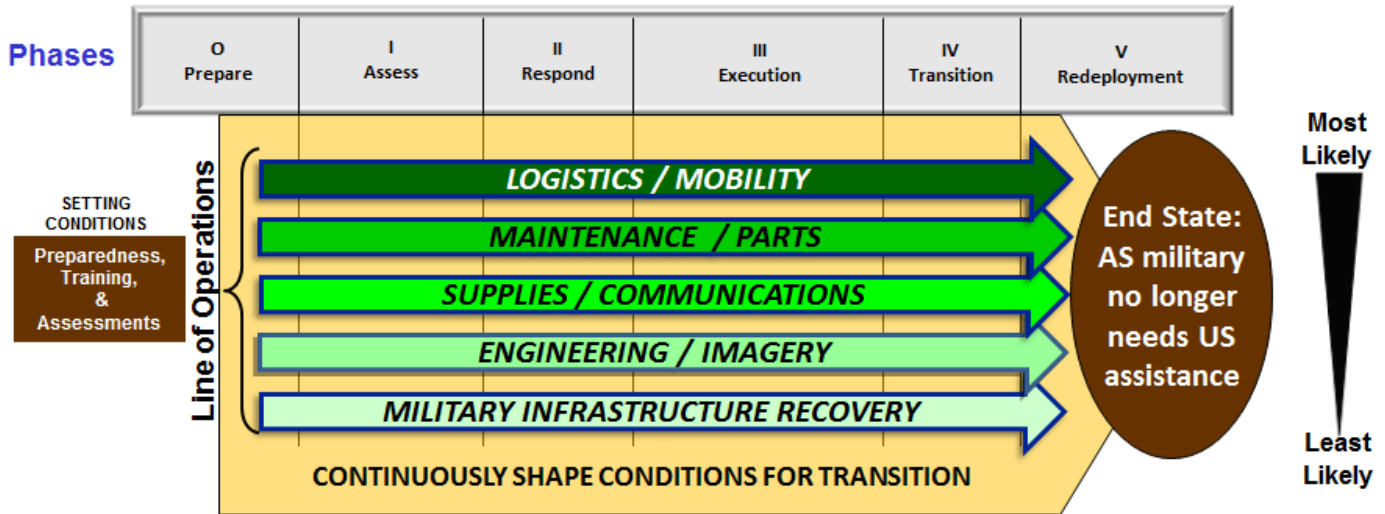 Phases
O
Prepare
I
Assess
II
Respond
III
Execution
IV
Transition
V
Redeployment
SETTING
CONDITIONS
Preparedness,
Training,
&
Assessments
Line of Operations
LOGISTICS / MOBILITY
MAINTENANCE / PARTS
SUPPLIES / COMMUNICATIONS
ENGINEERING / IMAGERY
MILITARY INFRASTRUCTURE RECOVERY
CONTINUOUSLY SHAPE CONDITIONS FOR TRANSITION
End State:
AS military
no longer
needs US
assistance
Most
Likely
Least
Likely